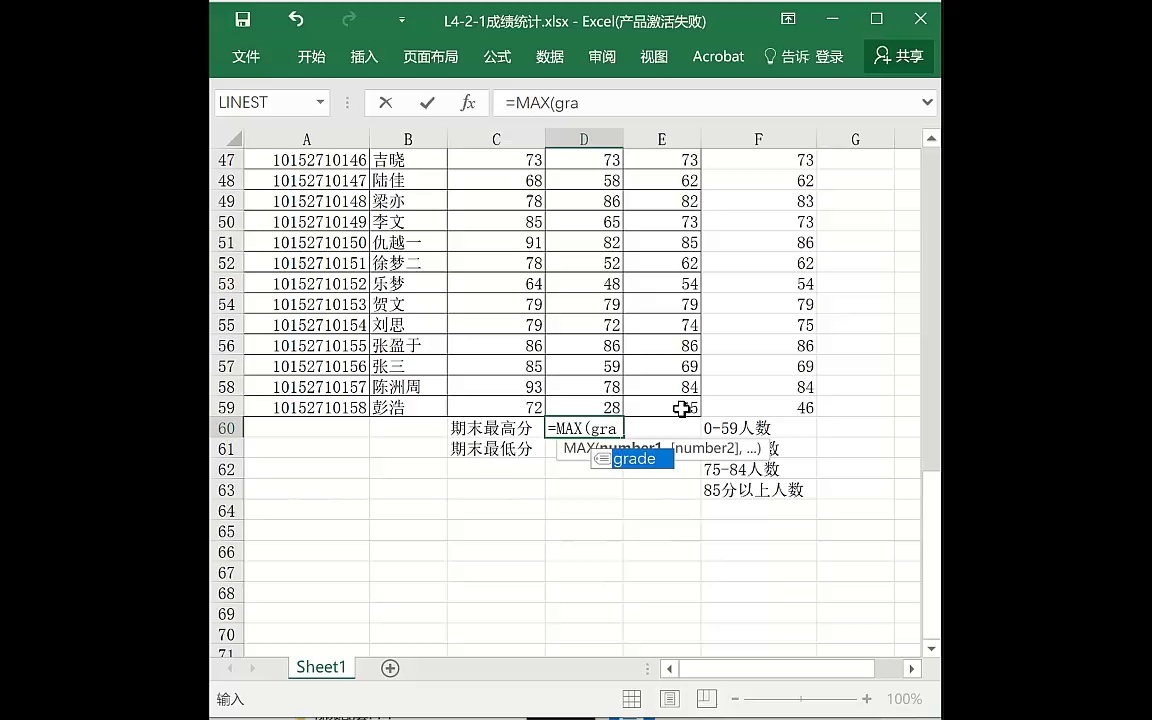 L4-2-1成绩统计.xlsx - Excel(产品激活失败)
文件 开始 插入 页面布局 公式 数据 审阅 视图 Acrobat 告诉 登录 共享
LINEST fx =MAX(gra
A B C D E F G
47 10152710146 吉晓 73 73 73 73
48 10152710147 陆佳 68 58 62 62
49 10152710148 梁亦 78 86 82 83
50 10152710149 李文 85 65 73 73
51 10152710150 仇越一 91 82 85 86
52 10152710151 徐梦二 78 52 62 62
53 10152710152 乐梦 64 48 54 54
54 10152710153 贺文 79 79 79 79
55 10152710154 刘思 79 72 74 75
56 10152710155 张盈于 86 86 86 86
57 10152710156 张三 85 59 69 69
58 10152710157 陈洲周 93 78 84 84
59 10152710158 彭浩 72 28 5 46
60 期末最高分 =MAX(gra 0-59人数
61 期末最低分 MAX(number1, [number2], ...) 数
grade
62 75-84人数
63 85分以上人数
64
65
66
67
68
69
70
71
Sheet1
输入 100%